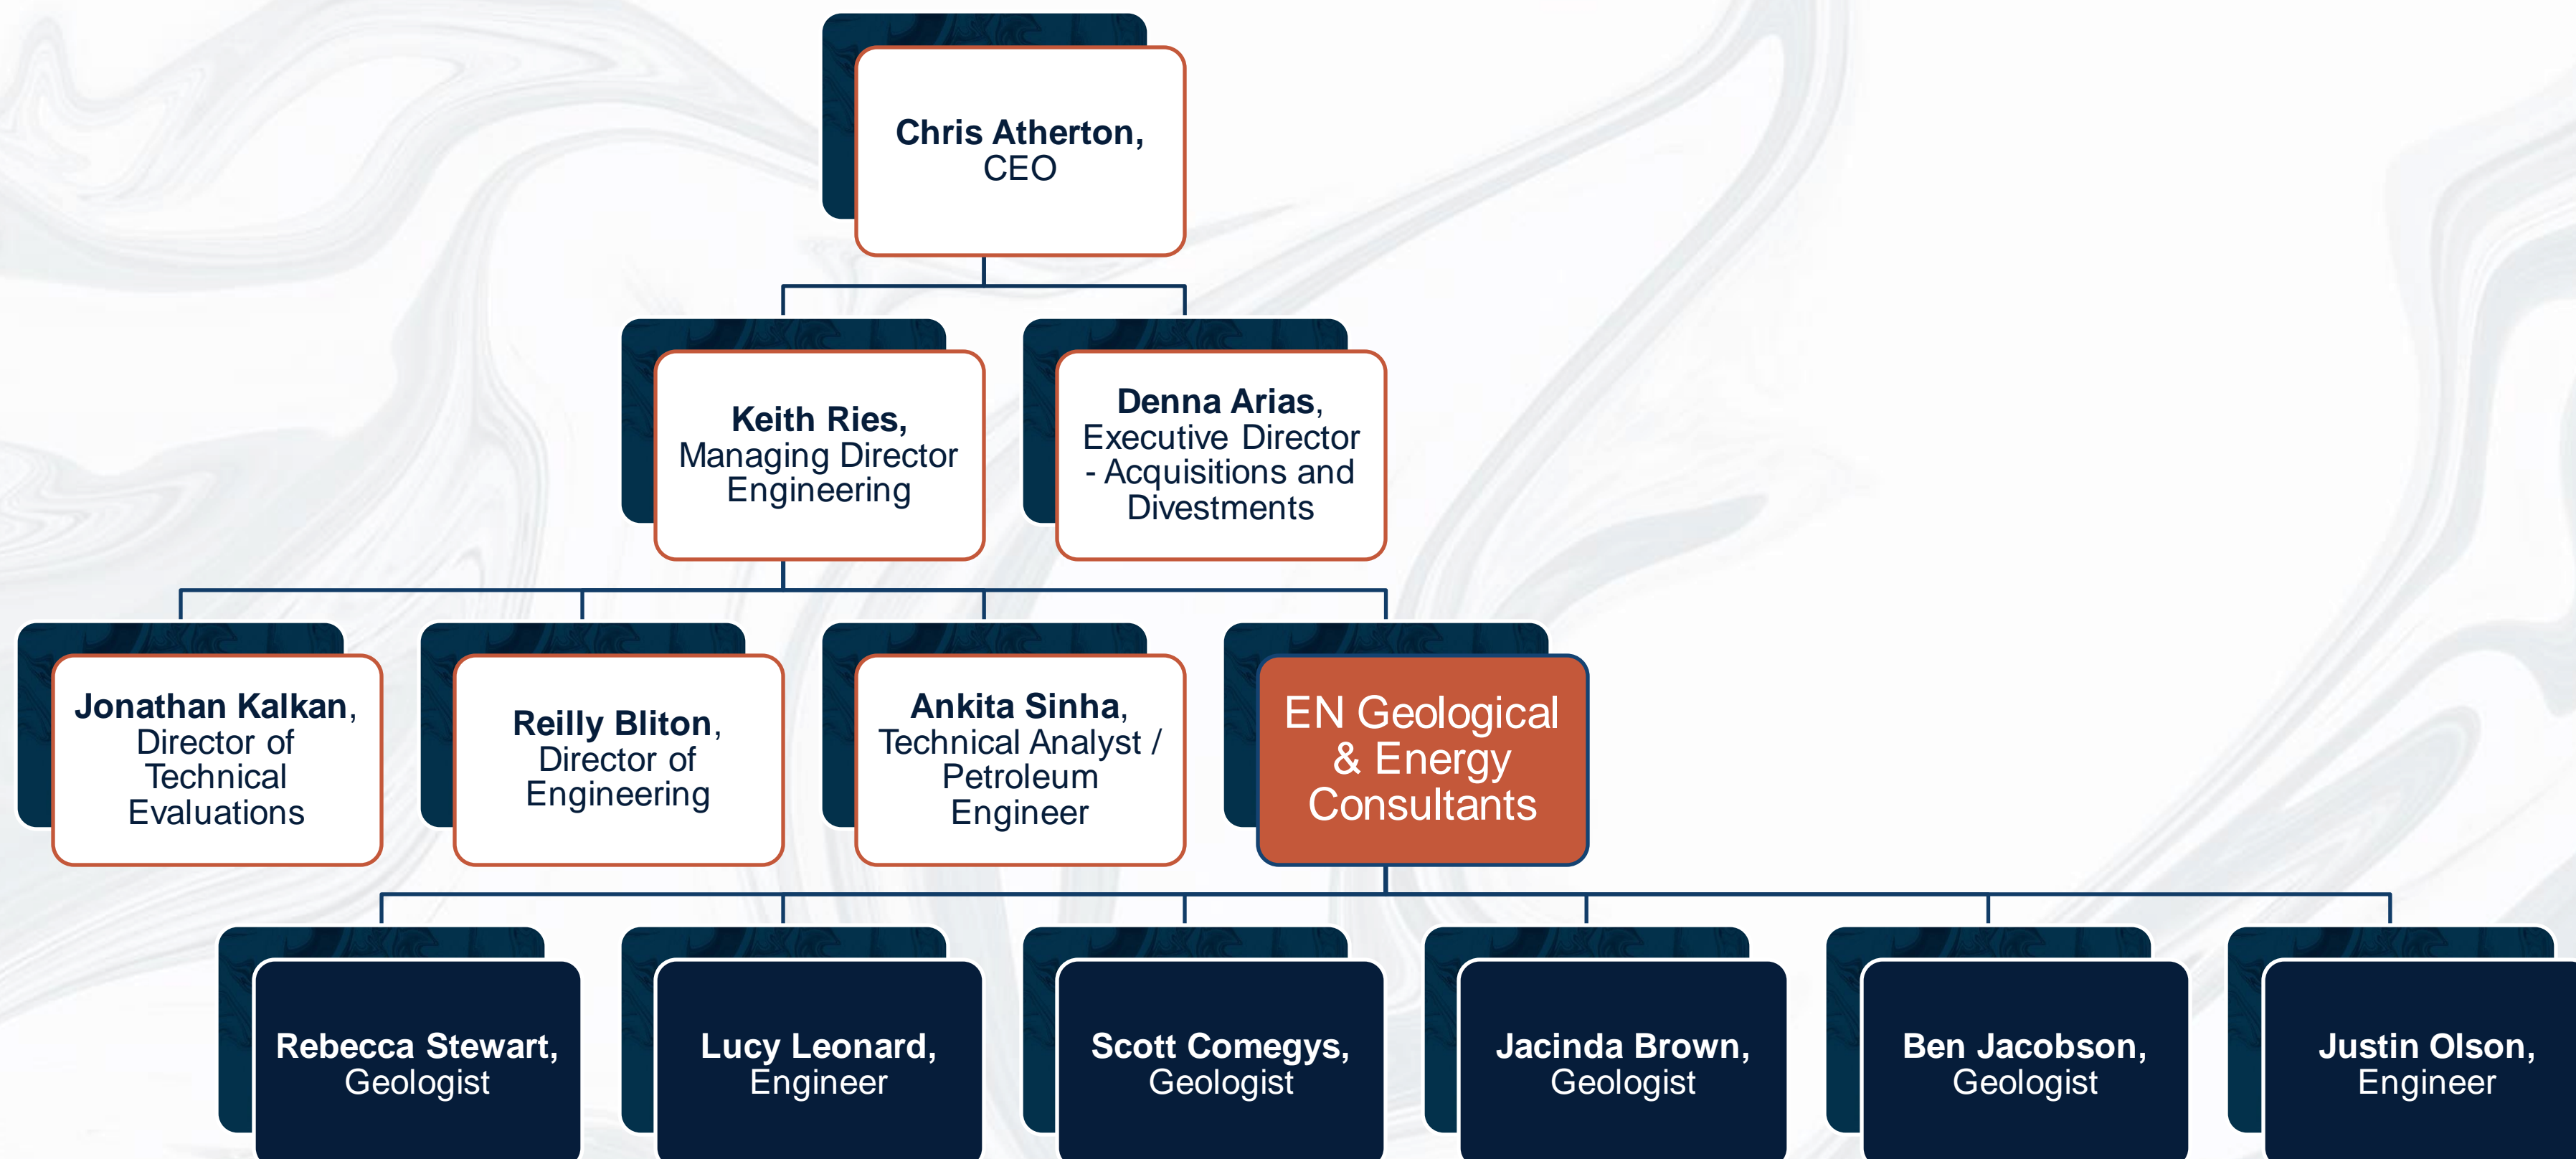 Chris Atherton,
CEO
Keith Ries,
Managing Director
Engineering
Denna Arias,
Executive Director
- Acquisitions and
Divestments
Jonathan Kalkan,
Director of
Technical
Evaluations
Reilly Bliton,
Director of
Engineering
Ankita Sinha,
Technical Analyst /
Petroleum
Engineer
EN Geological
& Energy
Consultants
Rebecca Stewart,
Geologist
Lucy Leonard,
Engineer
Scott Comegys,
Geologist
Jacinda Brown,
Geologist
Ben Jacobson,
Geologist
Justin Olson,
Engineer